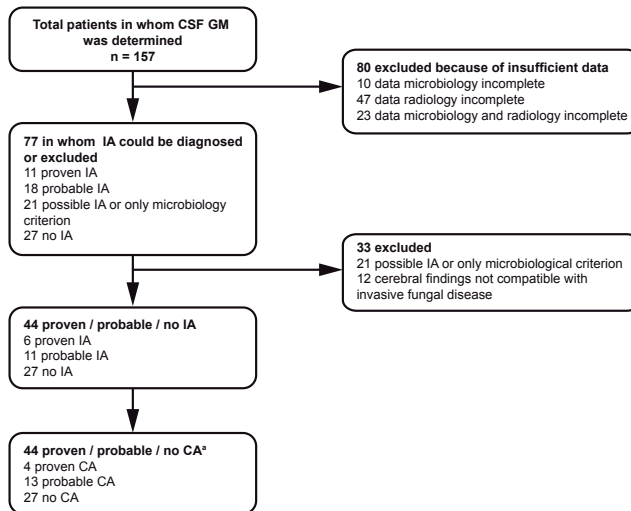 Total patients in whom CSF GM
was determined
n = 157
80 excluded because of insufficient data
10 data microbiology incomplete
47 data radiology incomplete
23 data microbiology and radiology incomplete
77 in whom IA could be diagnosed
or excluded
11 proven IA
18 probable IA
21 possible IA or only microbiology
criterion
27 no IA
33 excluded
21 possible IA or only microbiological criterion
12 cerebral findings not compatible with
invasive fungal disease
44 proven / probable / no IA
6 proven IA
11 probable IA
27 no IA
44 proven / probable / no CAᵃ
4 proven CA
13 probable CA
27 no CA